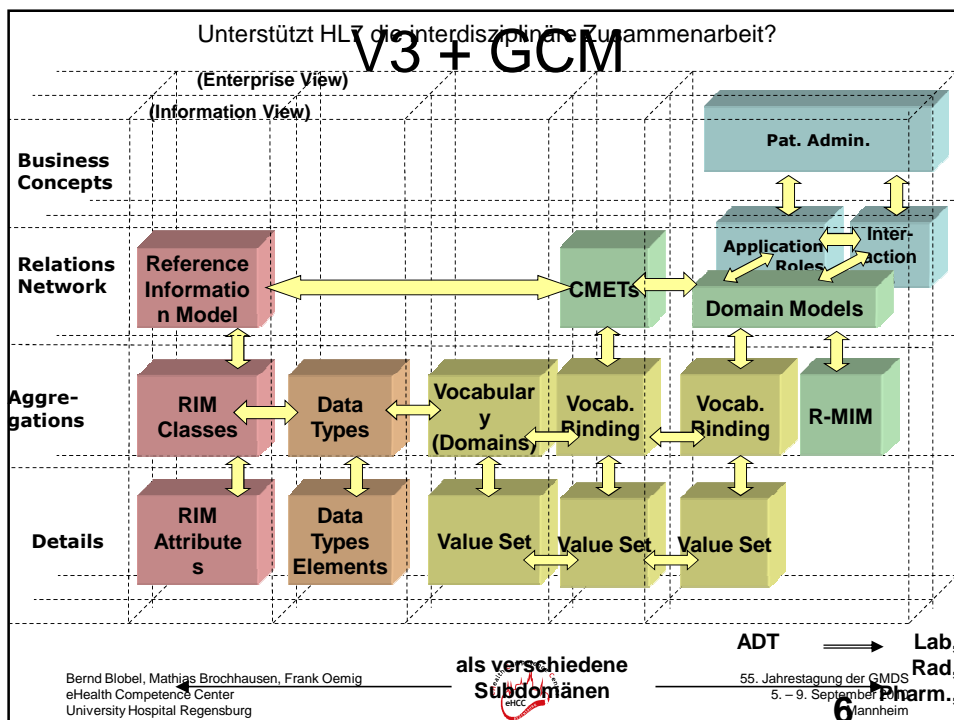 Unterstützt HL7 die interdisziplinäre Zusammenarbeit?
V3 + GCM
(Enterprise View)
(Information View)
Business
Concepts
Pat. Admin.
Relations
Network
Reference
Informatio
n Model
CMETs
Application
Roles
Inter-
action
Domain Models
Aggre-
gations
RIM
Classes
Data
Types
Vocabular
y
(Domains)
Vocab.
Binding
Vocab.
Binding
R-MIM
Details
RIM
Attribute
s
Data
Types
Elements
Value Set
Value Set
Value Set
ADT
Lab,
Rad,
Pharm.,
als verschiedene
Subdomänen
eHCC
Bernd Blobel, Mathias Brochhausen, Frank Oemig
eHealth Competence Center
University Hospital Regensburg
55. Jahrestagung der GMDS
5. – 9. September 2010
Mannheim
6